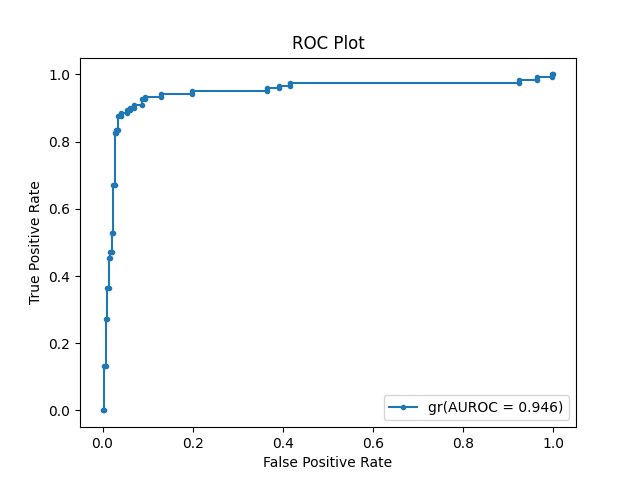 ROC Plot
True Positive Rate
1.0
0.8
0.6
0.4
0.2
0.0
0.0 0.2 0.4 0.6 0.8 1.0
False Positive Rate
gr(AUROC = 0.946)